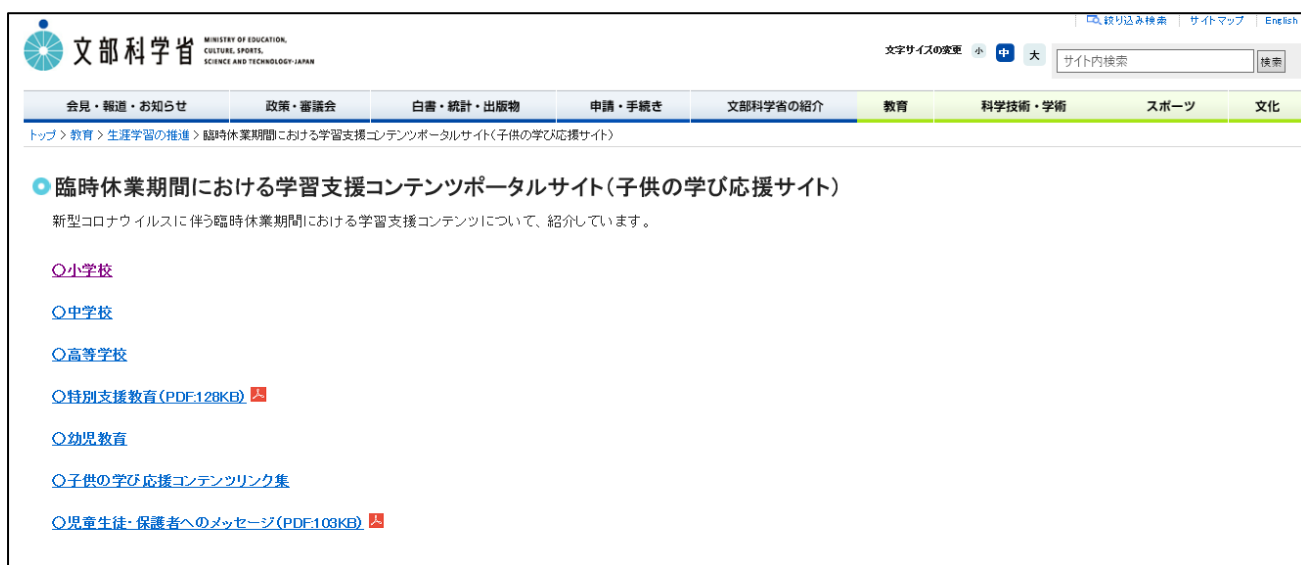 絞り込み検索 サイトマップ English
文部科学省 MINISTRY OF EDUCATION,
CULTURE, SPORTS,
SCIENCE AND TECHNOLOGY-JAPAN
文字サイズの変更 小 中 大 サイト内検索 検索
会見・報道・お知らせ 政策・審議会 白書・統計・出版物 申請・手続き 文部科学省の紹介 教育 科学技術・学術 スポーツ 文化
トップ > 教育 > 生涯学習の推進 > 臨時休業期間における学習支援コンテンツポータルサイト(子供の学び応援サイト)
臨時休業期間における学習支援コンテンツポータルサイト(子供の学び応援サイト)
新型コロナウイルスに伴う臨時休業期間における学習支援コンテンツについて、紹介しています。
○小学校
○中学校
○高等学校
○特別支援教育(PDF:128KB)
○幼児教育
○子供の学び応援コンテンツリンク集
○児童生徒・保護者へのメッセージ(PDF:103KB)